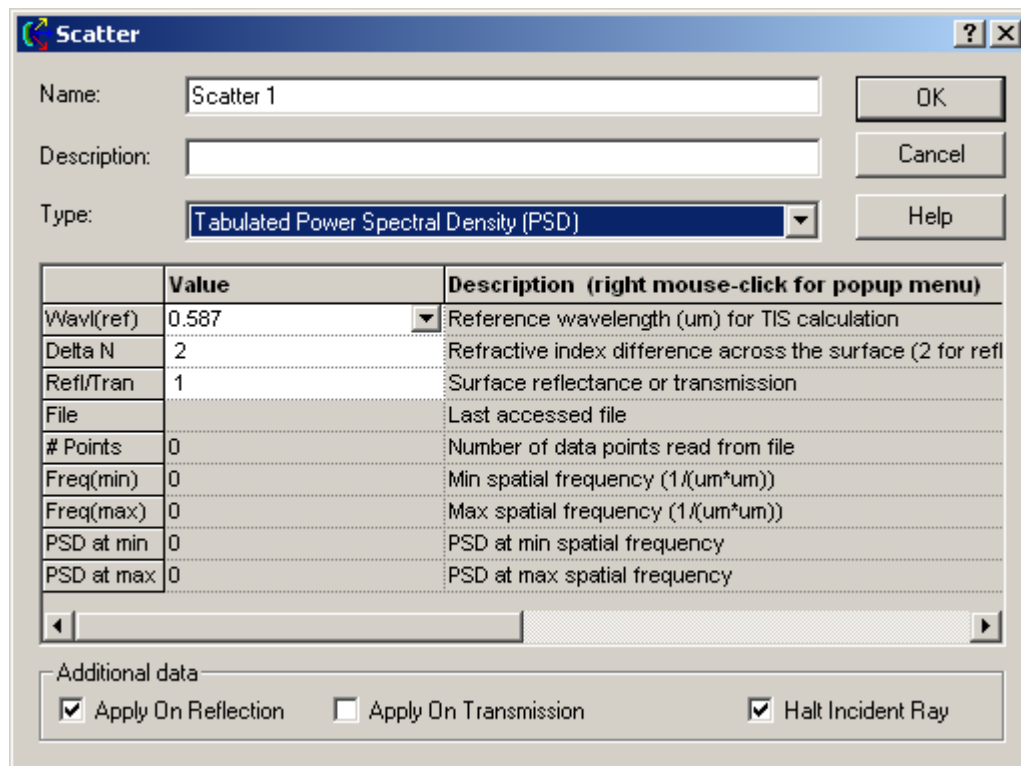 Scatter
Name: Scatter 1 OK
Description: Cancel
Type: Tabulated Power Spectral Density (PSD) Help
Value Description (right mouse-click for popup menu)
Wavl(ref) 0.587 Reference wavelength (um) for TIS calculation
Delta N 2 Refractive index difference across the surface (2 for refl
Refl/Tran 1 Surface reflectance or transmission
File Last accessed file
# Points 0 Number of data points read from file
Freq(min) 0 Min spatial frequency (1/(um*um))
Freq(max) 0 Max spatial frequency (1/(um*um))
PSD at min 0 PSD at min spatial frequency
PSD at max 0 PSD at max spatial frequency
Additional data
Apply On Reflection Apply On Transmission Halt Incident Ray